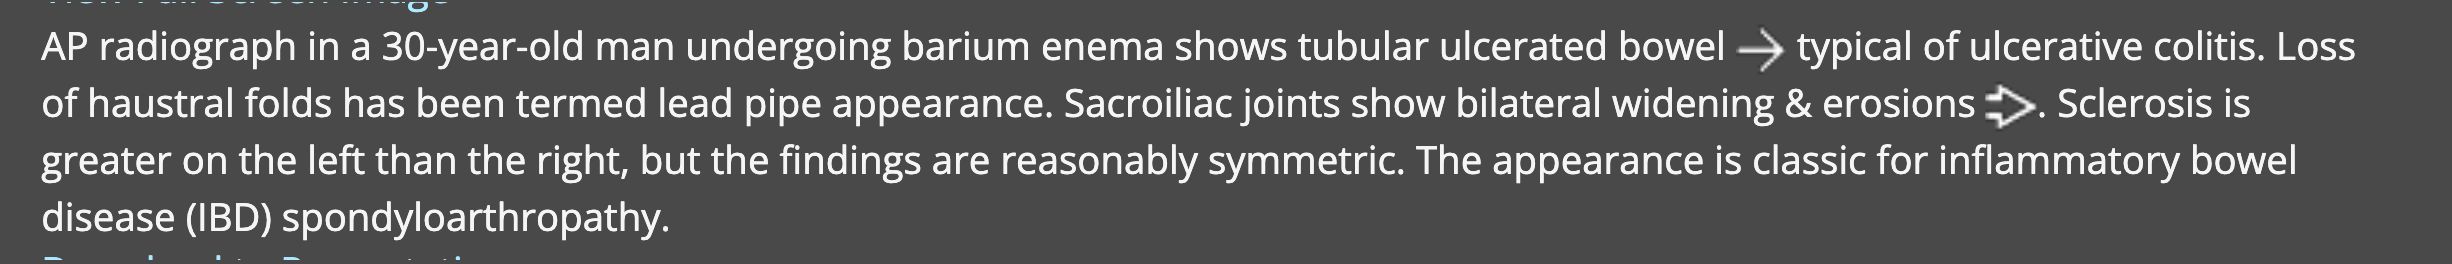 AP radiograph in a 30-year-old man undergoing barium enema shows tubular ulcerated bowel → typical of ulcerative colitis. Loss
of haustral folds has been termed lead pipe appearance. Sacroiliac joints show bilateral widening & erosions ➩. Sclerosis is
greater on the left than the right, but the findings are reasonably symmetric. The appearance is classic for inflammatory bowel
disease (IBD) spondyloarthropathy.